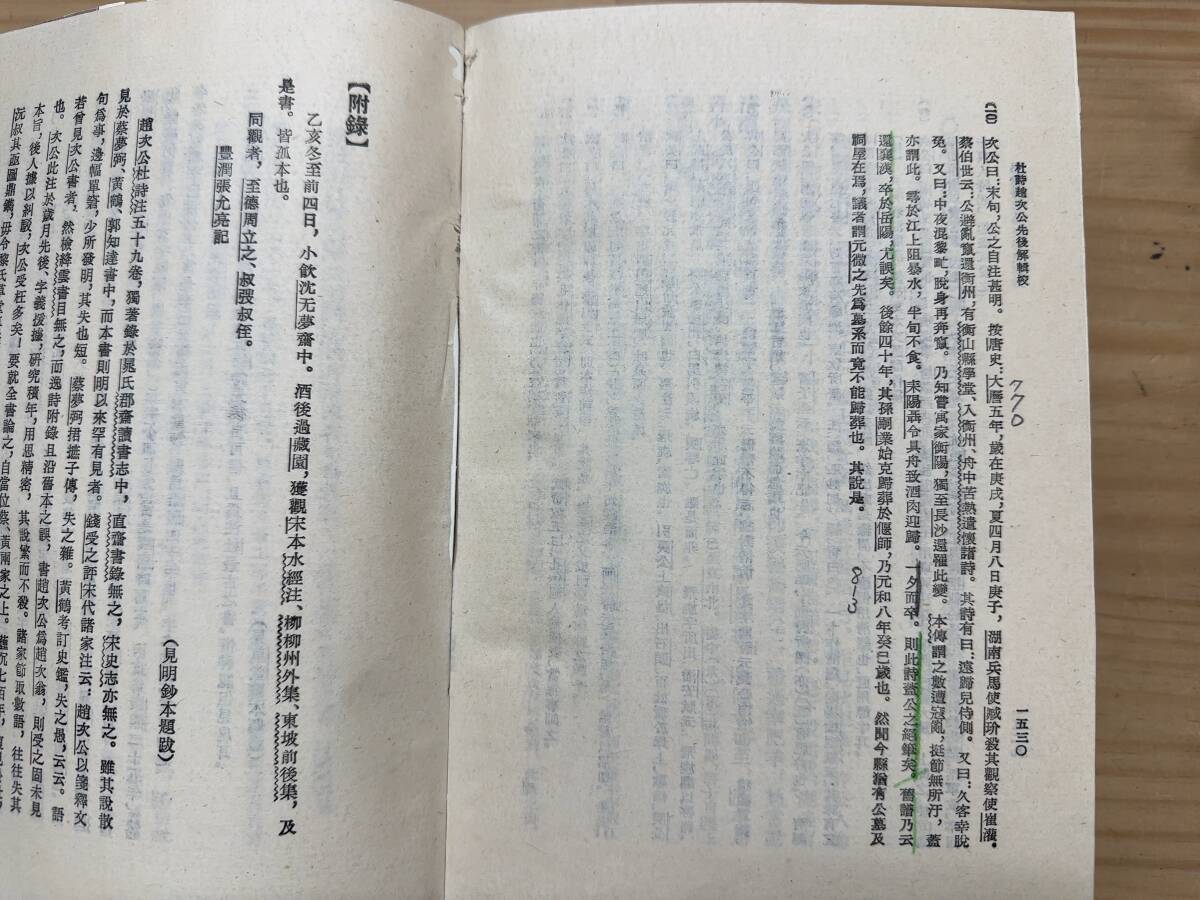 杜詩趙次公先後解輯校
一五三〇
770
〔一〇〕次公曰：末句，公之自注甚明。按唐史：大曆五年，歲在庚戌，夏四月八日庚子，湖南兵馬使臧玠殺其觀察使崔灌。
蔡伯世云：公避亂竄還衡州，有衡山縣學堂、入衡州、舟中苦熱遣懷諸詩。其詩有曰：遠歸兒侍側。又曰：久客幸脫
免。又曰：中夜混黎甿，脫身再奔竄。乃知嘗寓家衡陽，獨至長沙還罹此變。本傳謂之數遭寇亂，挺節無所汙，蓋
亦謂此。尋於江上阻暴水，半旬不食。耒陽聶令具舟致酒肉迎歸。一夕而卒。則此詩蓋公之絕筆矣。舊譜乃云
還襄漢，卒於岳陽，尤誤矣。後餘四十年，其孫嗣業始克歸葬於偃師，乃元和八年癸巳歲也。然聞今縣猶有公墓及
813
祠屋在焉，議者謂元微之先爲墓系而竟不能歸葬也。其說是。
【附錄】
乙亥冬至前四日，小飲沈无夢齋中。酒後過藏園，獲觀宋本水經注、柳柳州外集、東坡前後集，及
是書。皆孤本也。
同觀者，至德周立之、叔弢叔侄。
豐潤張允亮記
（見明鈔本題跋）
趙次公杜詩注五十九卷，獨著錄於晁氏郡齋讀書志中，直齋書錄無之，宋史志亦無之。雖其說散
見於蔡夢弼、黃鶴、郭知達書中，而本書則明以來罕有見者。錢受之評宋代諸家注云：趙次公以箋釋文
句爲事，邊幅單窘，少所發明，其失也短。蔡夢弼捃摭子傳，失之雜。黃鶴考訂史鑑，失之愚，云云。語
若曾見次公書者，然檢絳雲書目無之，而逸詩附錄且沿舊本之誤，書趙次公爲趙次翁，則受之固未見
也。次公此注於歲月先後、字義援據，研究積年，用思精密，其說繁而不殺。諸家節取數語，往往失其
本旨，後人據以糾駁，次公受枉多矣！要就全書論之，自當位蔡、黃兩家之上。